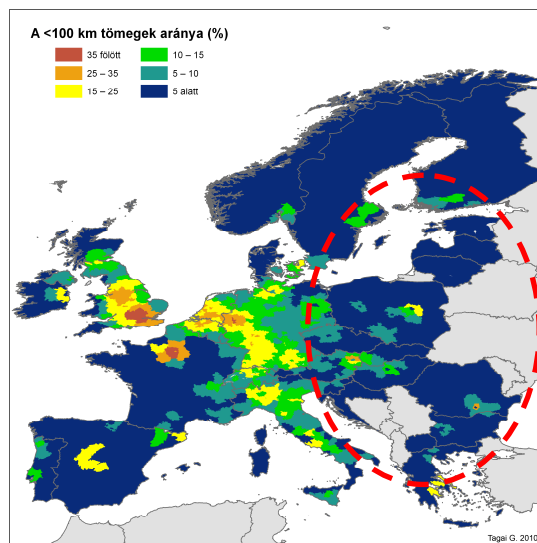 A <100 km tömegek aránya (%)
35 fölött
25 – 35
15 – 25
10 – 15
5 – 10
5 alatt
Tagai G. 2010